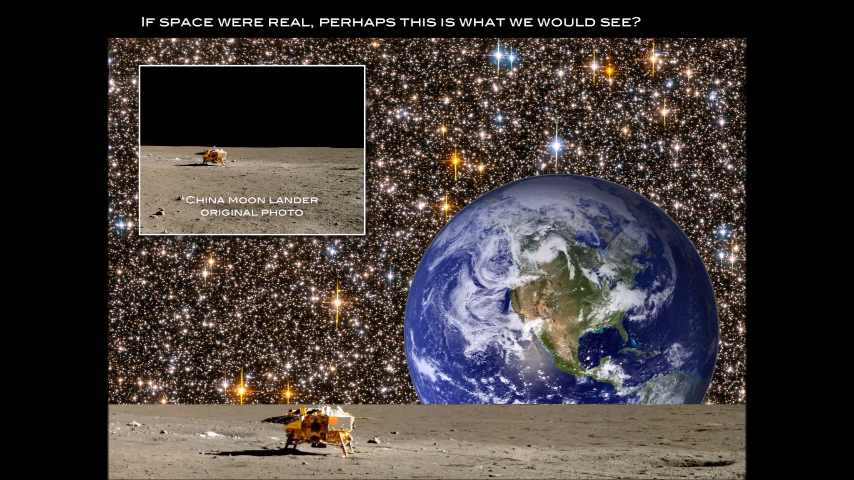 If space were real, perhaps this is what we would see?
*China moon lander
original photo